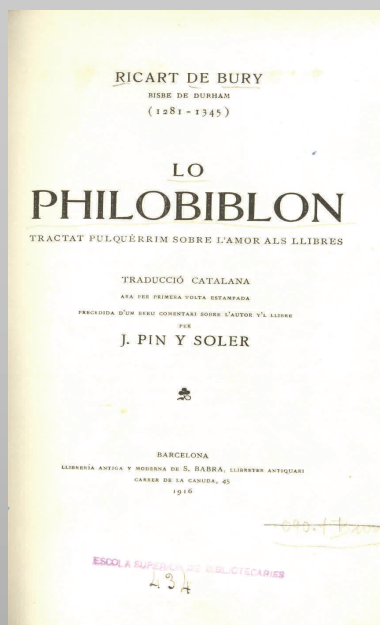 RICART DE BURY
BISBE DE DURHAM
(1281-1345)
LO
PHILOBIBLON
TRACTAT PULQUÈRRIM SOBRE L'AMOR ALS LLIBRES
TRADUCCIÓ CATALANA
ARA PER PRIMERA VOLTA ESTAMPADA
PRECEDIDA D'UN BREU COMENTARI SOBRE L'AUTOR Y'L LLIBRE
PER
J. PIN Y SOLER
BARCELONA
LLIBRERÍA ANTIGA Y MODERNA DE S. BABRA, LLIBRETER ANTIQUARI
CARRER DE LA CANUDA, 45
1916
ESCOLA SUPERIOR DE BIBLIOTECARIES
434